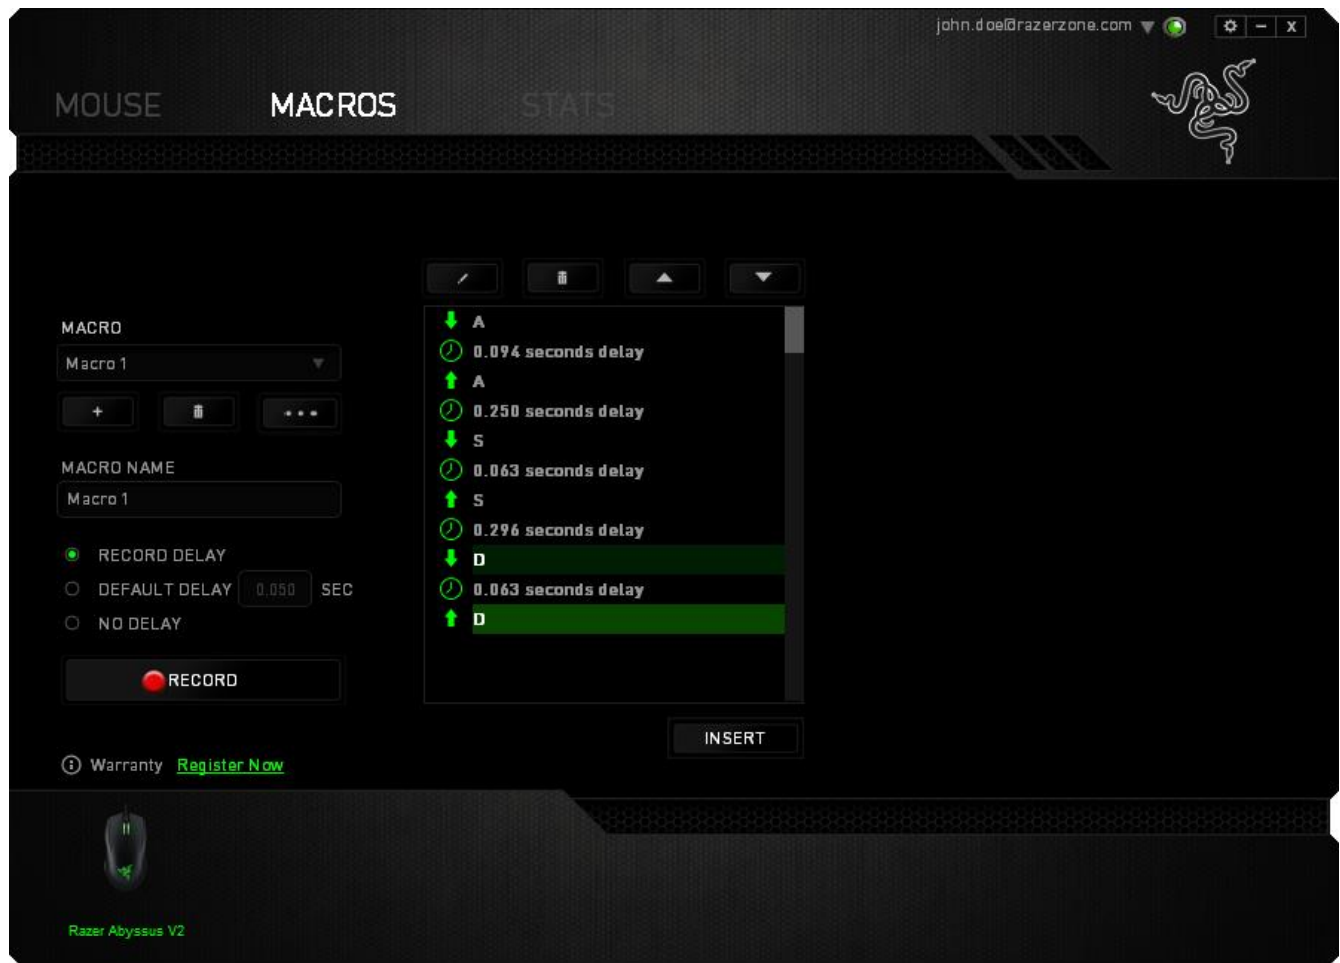 john.doe@razerzone.com
MOUSE MACROS STATS
MACRO
Macro 1
MACRO NAME
Macro 1
RECORD DELAY
DEFAULT DELAY 0.050 SEC
NO DELAY
RECORD
A
0.094 seconds delay
A
0.250 seconds delay
S
0.063 seconds delay
S
0.296 seconds delay
D
0.063 seconds delay
D
INSERT
Warranty Register Now
Razer Abyssus V2